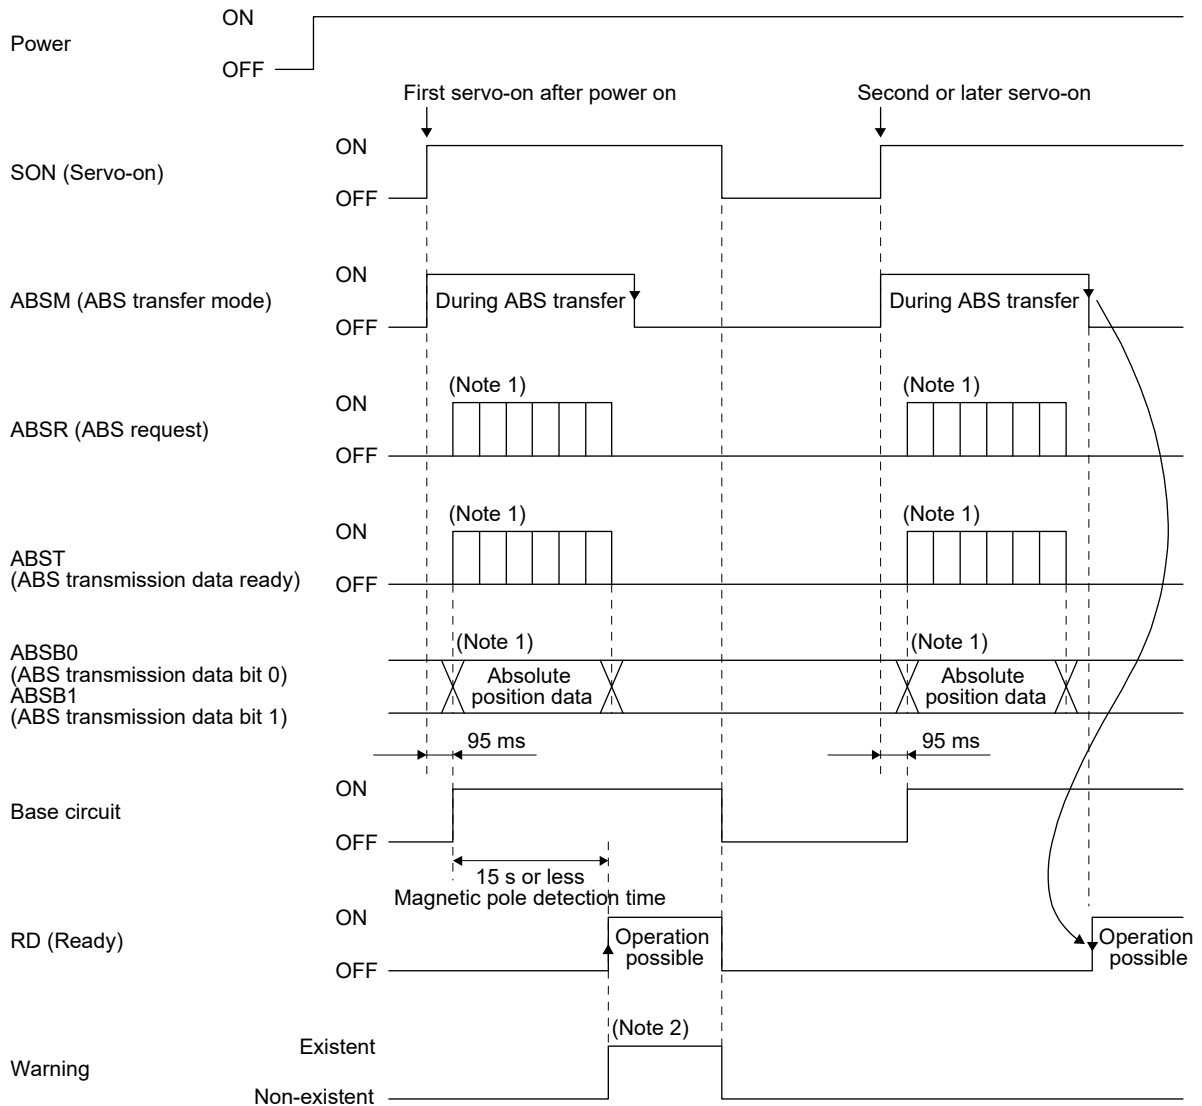 ON
Power
OFF
First servo-on after power on
Second or later servo-on
ON
SON (Servo-on)
OFF
ON
ABSM (ABS transfer mode)
During ABS transfer
During ABS transfer
OFF
(Note 1)
(Note 1)
ON
ABSR (ABS request)
OFF
(Note 1)
(Note 1)
ON
ABST
(ABS transmission data ready)
OFF
ABSB0
(ABS transmission data bit 0)
ABSB1
(ABS transmission data bit 1)
(Note 1)
Absolute
position data
(Note 1)
Absolute
position data
95 ms
95 ms
ON
Base circuit
OFF
15 s or less
Magnetic pole detection time
ON
RD (Ready)
OFF
Operation
possible
Operation
possible
(Note 2)
Existent
Warning
Non-existent